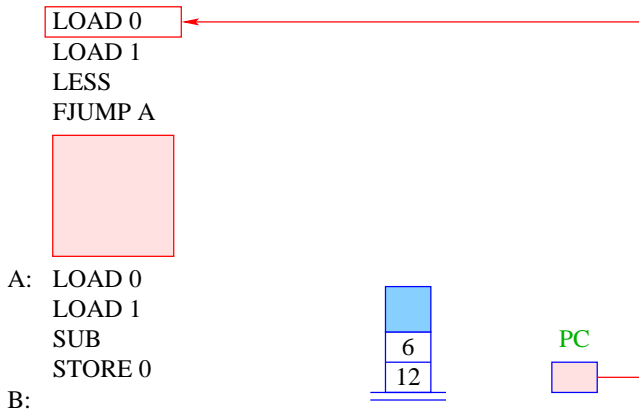 LOAD 0
LOAD 1
LESS
FJUMP A
A: LOAD 0
LOAD 1
SUB
STORE 0
B:
6
12
PC